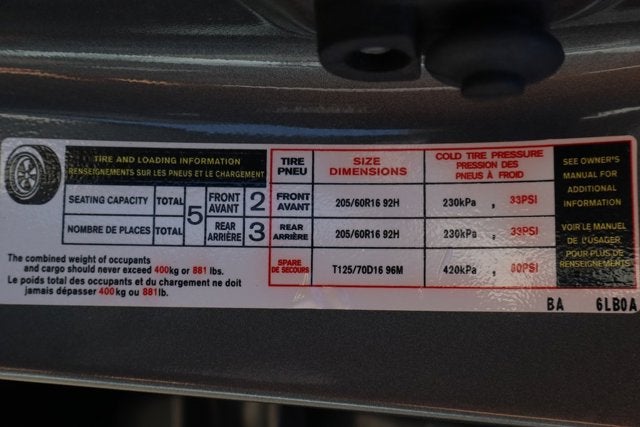 TIRE AND LOADING INFORMATION
RENSEIGNEMENTS SUR LES PNEUS ET LE CHARGEMENT
SEATING CAPACITY TOTAL 5 FRONT AVANT 2
NOMBRE DE PLACES TOTAL REAR ARRIÈRE 3
The combined weight of occupants
and cargo should never exceed 400kg or 881 lbs.
Le poids total des occupants et du chargement ne doit
jamais dépasser 400 kg ou 881 lb.
TIRE PNEU SIZE DIMENSIONS COLD TIRE PRESSURE PRESSION DES PNEUS À FROID
FRONT AVANT 205/60R16 92H 230kPa , 33PSI
REAR ARRIÈRE 205/60R16 92H 230kPa , 33PSI
SPARE DE SECOURS T125/70D16 96M 420kPa , 60PSI
SEE OWNER'S
MANUAL FOR
ADDITIONAL
INFORMATION
VOIR LE MANUEL
DE L'USAGER
POUR PLUS DE
RENSEIGNEMENTS
BA 6LB0A